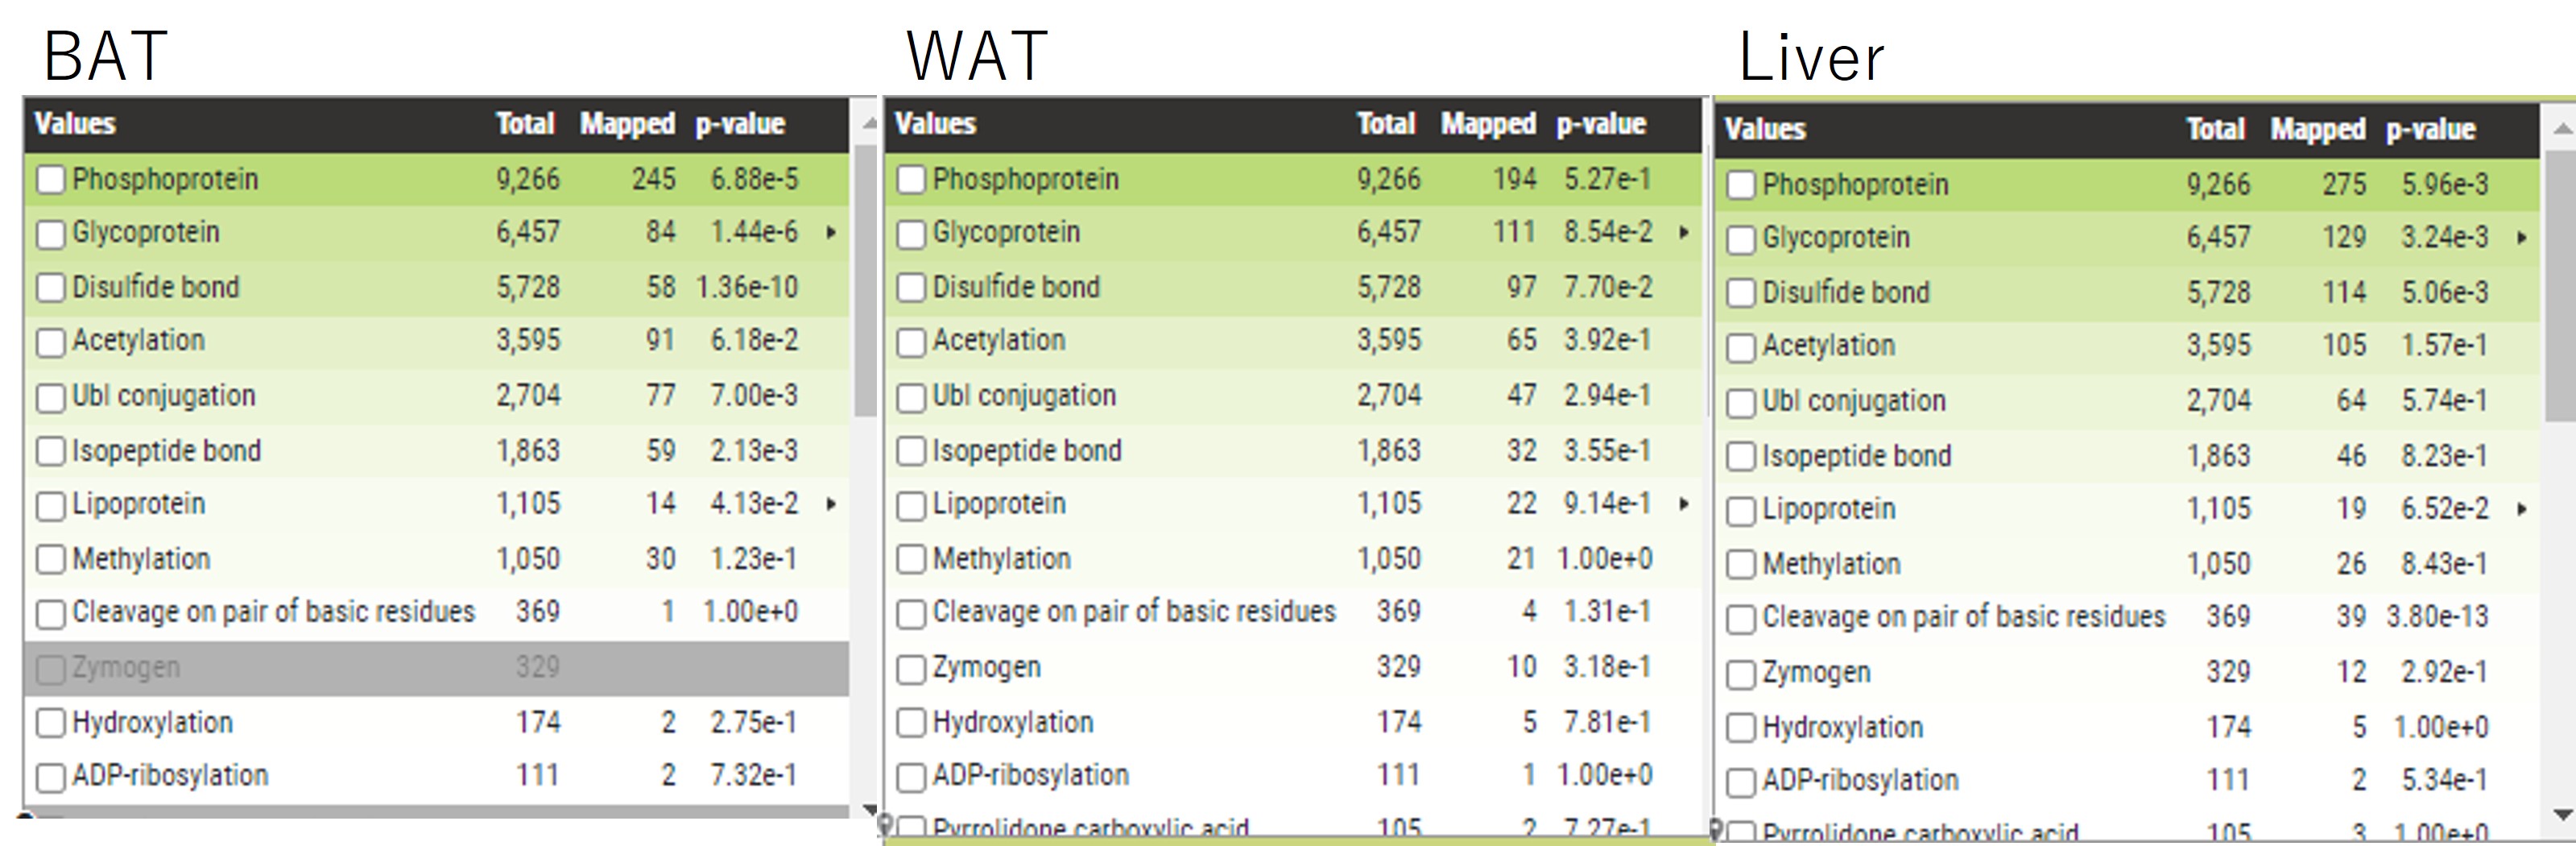 BAT
Values Total Mapped p-value
Phosphoprotein 9,266 245 6.88e-5
Glycoprotein 6,457 84 1.44e-6
Disulfide bond 5,728 58 1.36e-10
Acetylation 3,595 91 6.18e-2
Ubl conjugation 2,704 77 7.00e-3
Isopeptide bond 1,863 59 2.13e-3
Lipoprotein 1,105 14 4.13e-2
Methylation 1,050 30 1.23e-1
Cleavage on pair of basic residues 369 1 1.00e+0
Zymogen 329
Hydroxylation 174 2 2.75e-1
ADP-ribosylation 111 2 7.32e-1
WAT
Values Total Mapped p-value
Phosphoprotein 9,266 194 5.27e-1
Glycoprotein 6,457 111 8.54e-2
Disulfide bond 5,728 97 7.70e-2
Acetylation 3,595 65 3.92e-1
Ubl conjugation 2,704 47 2.94e-1
Isopeptide bond 1,863 32 3.55e-1
Lipoprotein 1,105 22 9.14e-1
Methylation 1,050 21 1.00e+0
Cleavage on pair of basic residues 369 4 1.31e-1
Zymogen 329 10 3.18e-1
Hydroxylation 174 5 7.81e-1
ADP-ribosylation 111 1 1.00e+0
Pyrrolidone carboxylic acid 105 2 7.27e-1
Liver
Values Total Mapped p-value
Phosphoprotein 9,266 275 5.96e-3
Glycoprotein 6,457 129 3.24e-3
Disulfide bond 5,728 114 5.06e-3
Acetylation 3,595 105 1.57e-1
Ubl conjugation 2,704 64 5.74e-1
Isopeptide bond 1,863 46 8.23e-1
Lipoprotein 1,105 19 6.52e-2
Methylation 1,050 26 8.43e-1
Cleavage on pair of basic residues 369 39 3.80e-13
Zymogen 329 12 2.92e-1
Hydroxylation 174 5 1.00e+0
ADP-ribosylation 111 2 5.34e-1
Pyrrolidone carboxylic acid 105 3 1.00e+0